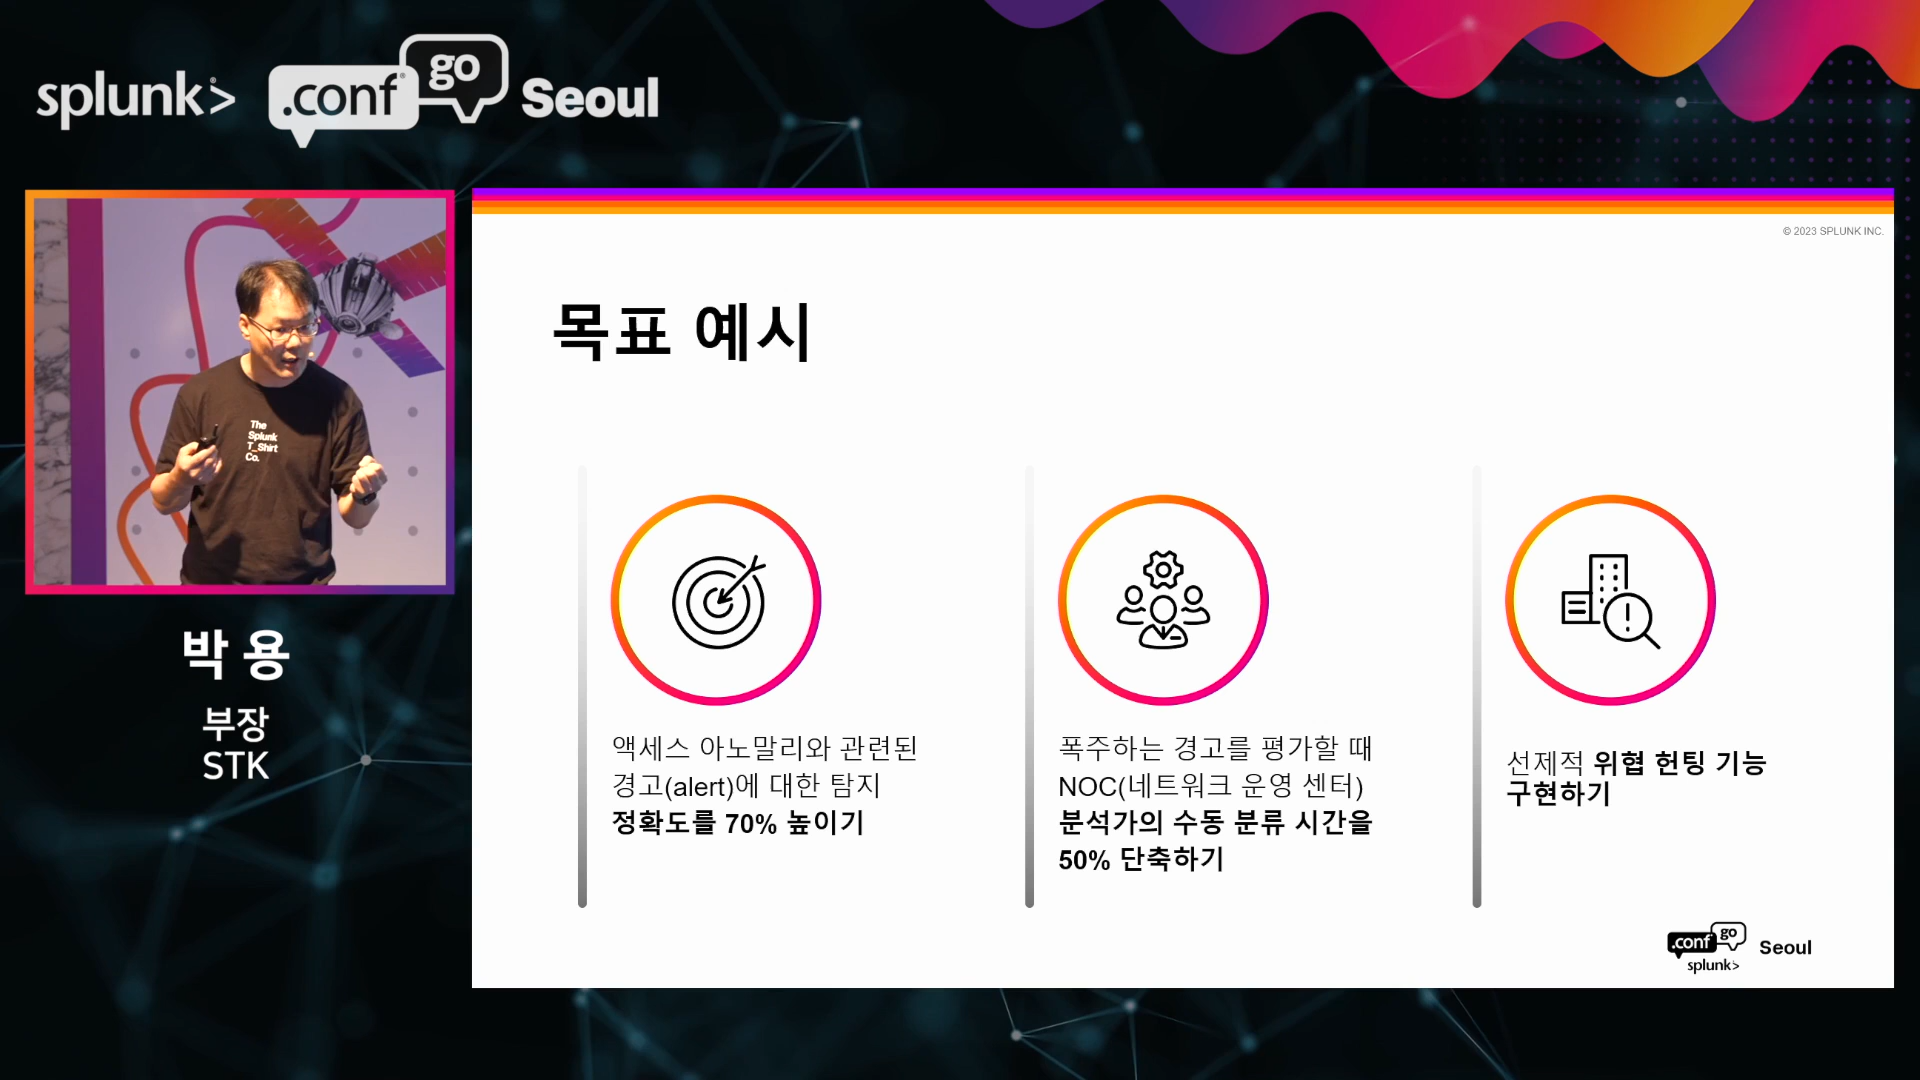 splunk>
.conf go Seoul
© 2023 SPLUNK INC.
목표 예시
The
Splunk
T_Shirt
Co.
박 용
부장
STK
액세스 아노말리와 관련된
경고(alert)에 대한 탐지
정확도를 70% 높이기
폭주하는 경고를 평가할 때
NOC(네트워크 운영 센터)
분석가의 수동 분류 시간을
50% 단축하기
선제적 위협 헌팅 기능
구현하기
.conf go Seoul
splunk>